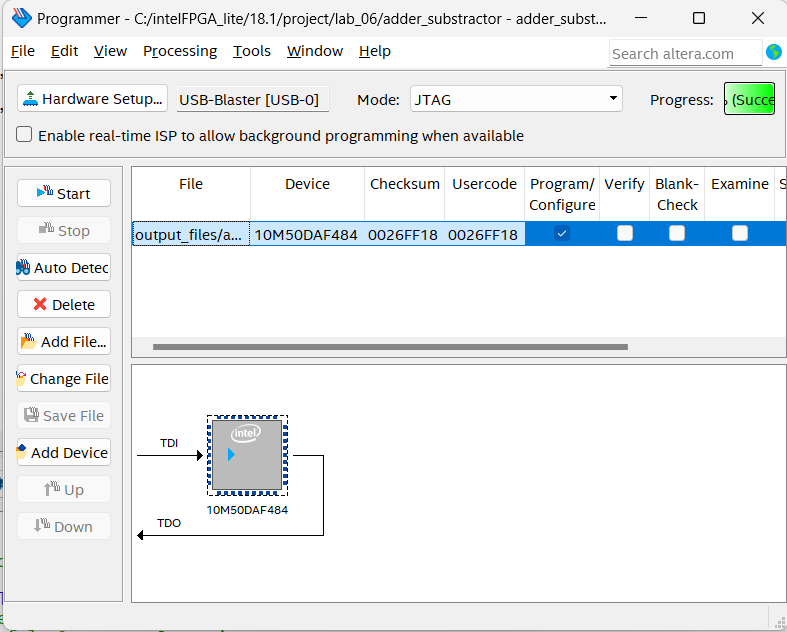 Programmer - C:/intelFPGA_lite/18.1/project/lab_06/adder_substractor - adder_subst...
File Edit View Processing Tools Window Help
Search altera.com
Hardware Setup... USB-Blaster [USB-0] Mode: JTAG Progress: (Succe
Enable real-time ISP to allow background programming when available
File Device Checksum Usercode Program/ Verify Blank- Examine S
Configure Check
output_files/a... 10M50DAF484 0026FF18 0026FF18
Start
Stop
Auto Detec
Delete
Add File...
Change File
Save File
Add Device
Up
Down
TDI
intel
10M50DAF484
TDO